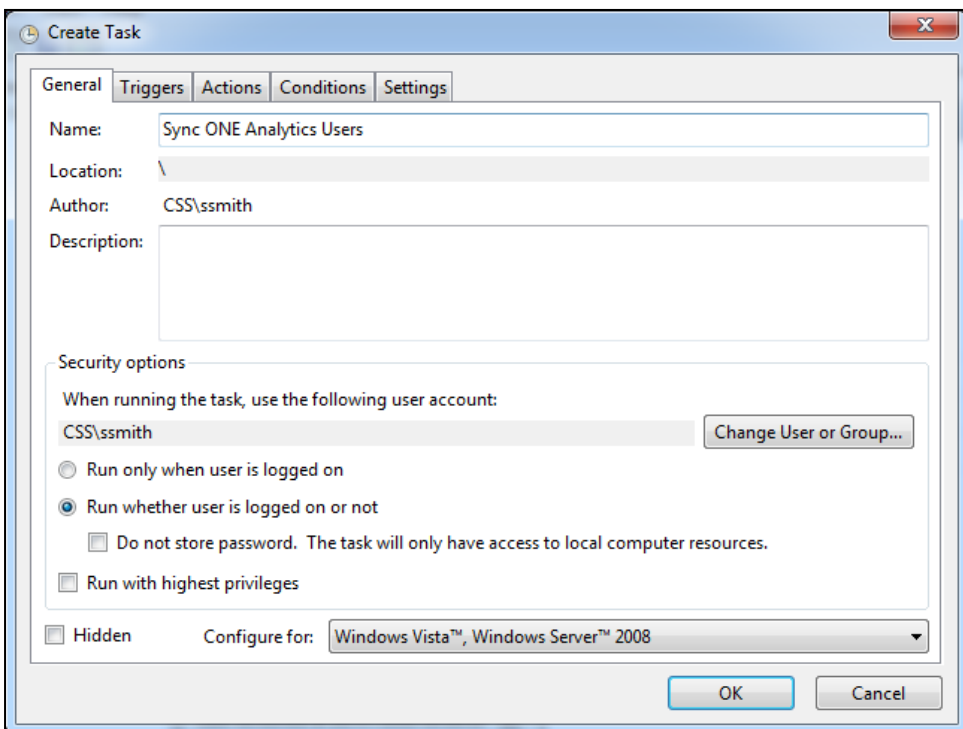 Create Task
General Triggers Actions Conditions Settings
Name: Sync ONE Analytics Users
Location: \
Author: CSS\ssmith
Description:
Security options
When running the task, use the following user account:
CSS\ssmith Change User or Group...
Run only when user is logged on
Run whether user is logged on or not
Do not store password. The task will only have access to local computer resources.
Run with highest privileges
Hidden Configure for: Windows Vista™, Windows Server™ 2008
OK Cancel